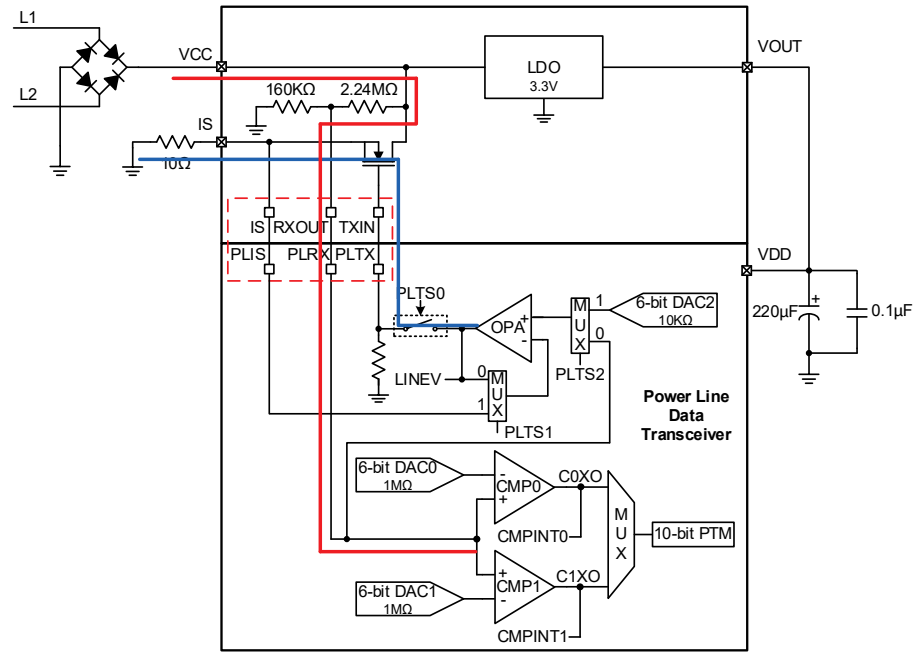 L1
VCC
VOUT
LDO
3.3V
L2
160KΩ
2.24MΩ
IS
10Ω
IS RXOUT TXIN
PLIS PLRX PLTX
VDD
PLTS0
220μF
+
0.1μF
OPA
+
-
MUX
1
0
6-bit DAC2
10KΩ
PLTS2
LINEV
0
1
MUX
PLTS1
Power Line
Data
Transceiver
6-bit DAC0
1MΩ
-
+
CMP0
C0XO
CMPINT0
MUX
10-bit PTM
+
-
CMP1
C1XO
6-bit DAC1
1MΩ
CMPINT1